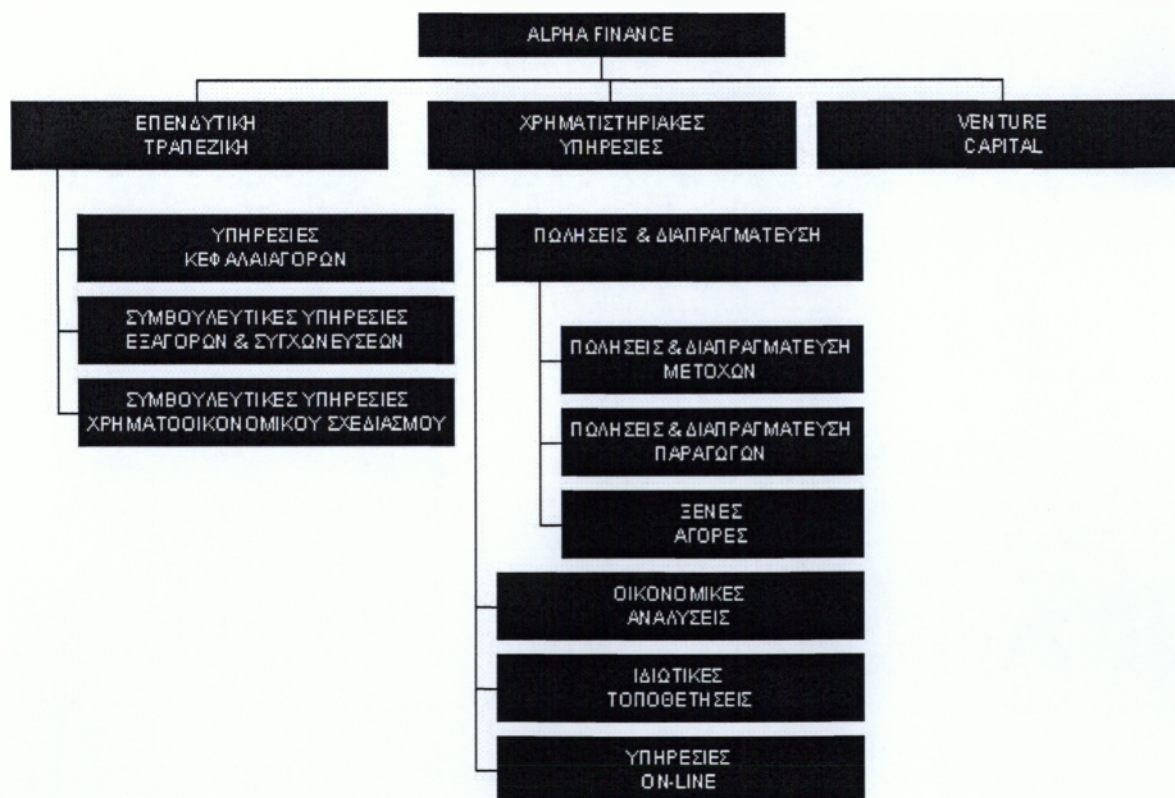 ALPHA FINANCE
ΕΠΕΝΔΥΤΙΚΗ
ΤΡΑΠΕΖΙΚΗ
ΥΠΗΡΕΣΙΕΣ
ΚΕΦΑΛΑΙΑΓΟΡΩΝ
ΣΥΜΒΟΥΛΕΥΤΙΚΕΣ ΥΠΗΡΕΣΙΕΣ
ΕΞΑΓΟΡΩΝ & ΣΥΓΧΩΝΕΥΣΕΩΝ
ΣΥΜΒΟΥΛΕΥΤΙΚΕΣ ΥΠΗΡΕΣΙΕΣ
ΧΡΗΜΑΤΟΟΙΚΟΝΟΜΙΚΟΥ ΣΧΕΔΙΑΣΜΟΥ
ΧΡΗΜΑΤΙΣΤΗΡΙΑΚΕΣ
ΥΠΗΡΕΣΙΕΣ
ΠΩΛΗΣΕΙΣ & ΔΙΑΠΡΑΓΜΑΤΕΥΣΗ
ΠΩΛΗΣΕΙΣ & ΔΙΑΠΡΑΓΜΑΤΕΥΣΗ
ΜΕΤΟΧΩΝ
ΠΩΛΗΣΕΙΣ & ΔΙΑΠΡΑΓΜΑΤΕΥΣΗ
ΠΑΡΑΓΩΓΩΝ
ΞΕΝΕΣ
ΑΓΟΡΕΣ
ΟΙΚΟΝΟΜΙΚΕΣ
ΑΝΑΛΥΣΕΙΣ
ΙΔΙΩΤΙΚΕΣ
ΤΟΠΟΘΕΤΗΣΕΙΣ
ΥΠΗΡΕΣΙΕΣ
ON-LINE
VENTURE
CAPITAL